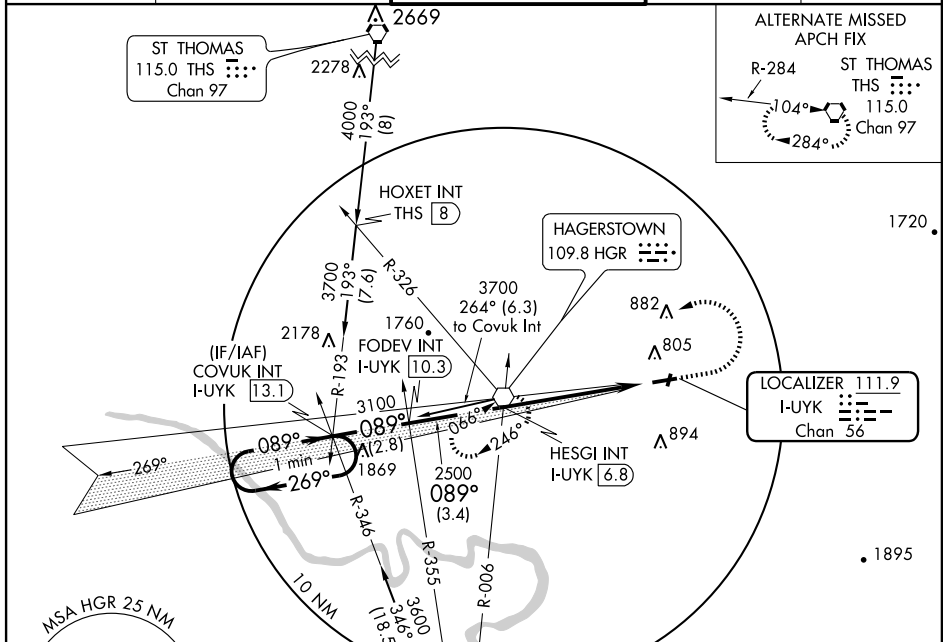 2669
ST THOMAS
115.0 THS
Chan 97
2278
4000
193°
(8)
ALTERNATE MISSED
APCH FIX
R-284
ST THOMAS
THS
115.0
Chan 97
104°
284°
HOXET INT
THS 8
1720
HAGERSTOWN
109.8 HGR
R-326
3700
193°
(7.6)
3700
264° (6.3)
to Covuk Int
882
2178
1760
805
(IF/IAF)
COVUK INT
I-UYK 13.1
R-193
FODEV INT
I-UYK 10.3
LOCALIZER 111.9
I-UYK
Chan 56
3100
089°
089°
(2.8)
066°
246°
894
269°
1 min
269°
1869
HESGI INT
I-UYK 6.8
2500
089°
(3.4)
R-346
R-355
R-006
1895
10 NM
3600
346°
(18.5
MSA HGR 25 NM